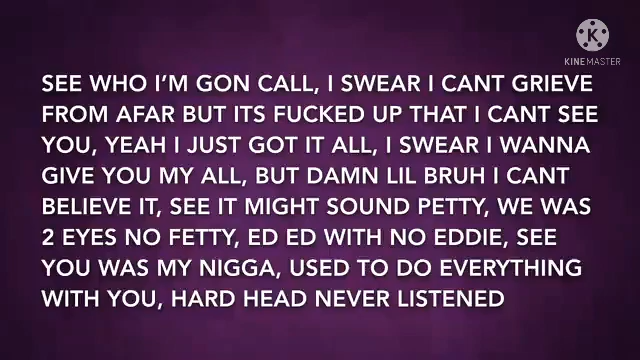 KINEMASTER
SEE WHO I'M GON CALL, I SWEAR I CANT GRIEVE
FROM AFAR BUT ITS FUCKED UP THAT I CANT SEE
YOU, YEAH I JUST GOT IT ALL, I SWEAR I WANNA
GIVE YOU MY ALL, BUT DAMN LIL BRUH I CANT
BELIEVE IT, SEE IT MIGHT SOUND PETTY, WE WAS
2 EYES NO FETTY, ED ED WITH NO EDDIE, SEE
YOU WAS MY NIGGA, USED TO DO EVERYTHING
WITH YOU, HARD HEAD NEVER LISTENED